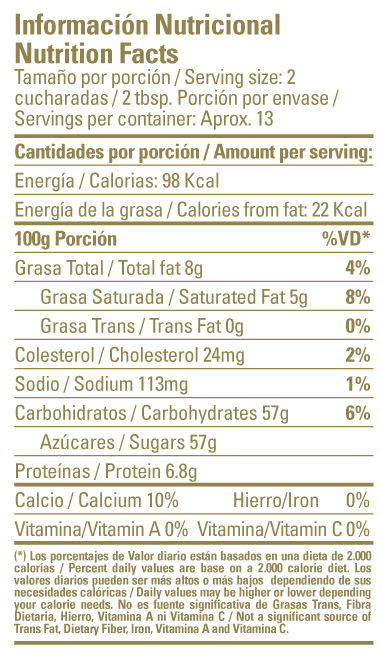 Información Nutricional
Nutrition Facts
Tamaño por porción / Serving size: 2
cucharadas / 2 tbsp. Porción por envase /
Servings per container: Aprox. 13
Cantidades por porción / Amount per serving:
Energía / Calorias: 98 Kcal
Energía de la grasa / Calories from fat: 22 Kcal
100g Porción %VD*
Grasa Total / Total fat 8g 4%
Grasa Saturada / Saturated Fat 5g 8%
Grasa Trans / Trans Fat 0g 0%
Colesterol / Cholesterol 24mg 2%
Sodio / Sodium 113mg 1%
Carbohidratos / Carbohydrates 57g 6%
Azúcares / Sugars 57g
Proteínas / Protein 6.8g
Calcio / Calcium 10% Hierro/Iron 0%
Vitamina/Vitamin A 0% Vitamina/Vitamin C 0%
(*) Los porcentajes de Valor diario están basados en una dieta de 2.000
calorías / Percent daily values are base on a 2.000 calorie diet. Los
valores diarios pueden ser más altos o más bajos dependiendo de sus
necesidades calóricas / Daily values may be higher or lower depending
your calorie needs. No es fuente significativa de Grasas Trans, Fibra
Dietaria, Hierro, Vitamina A ni Vitamina C / Not a significant source of
Trans Fat, Dietary Fiber, Iron, Vitamina A and Vitamina C.